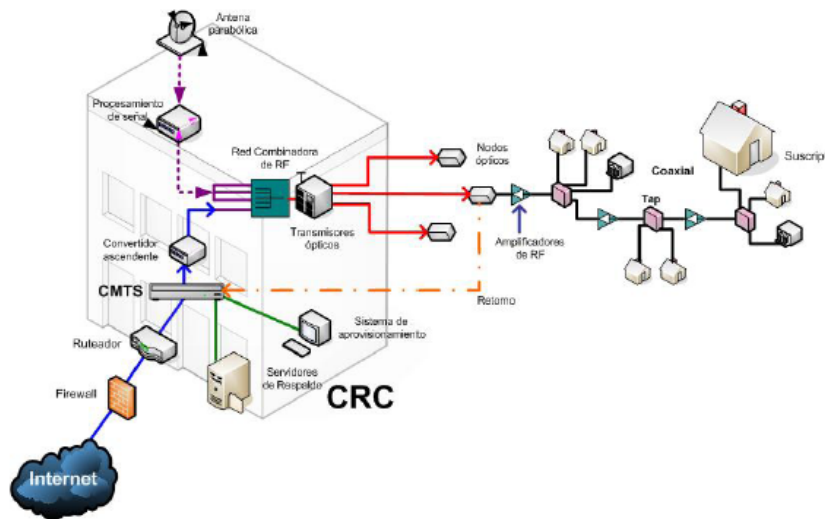 Antena
parabólica
Procesamiento
de señal
Red Combinadora
de RF
Nodos
ópticos
Coaxial
Suscript
Tap
Transmisores
ópticos
Amplificadores
de RF
Convertidor
ascendente
CMTS
Retorno
Sistema de
aprovisionamiento
Ruteador
Servidores
de Respaldo
CRC
Firewall
Internet